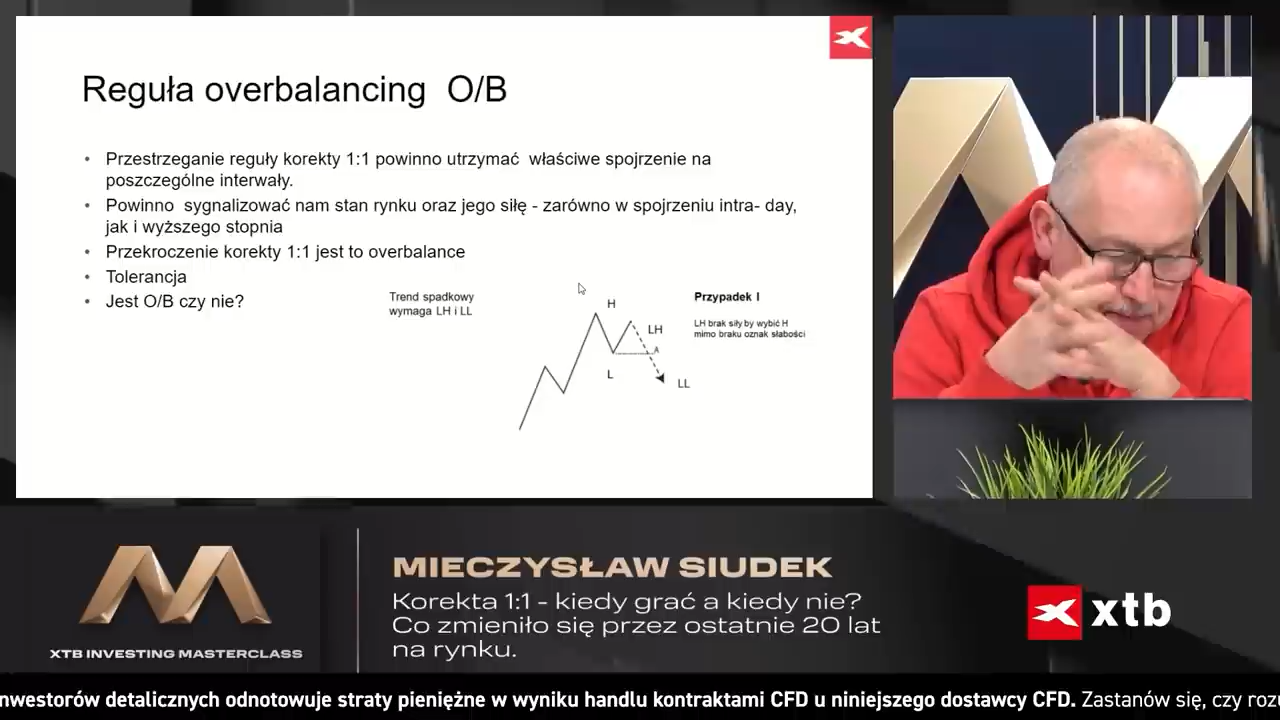 Reguła overbalancing O/B
• Przestrzeganie reguły korekty 1:1 powinno utrzymać właściwe spojrzenie na
poszczególne interwały.
• Powinno sygnalizować nam stan rynku oraz jego siłę - zarówno w spojrzeniu intra- day,
jak i wyższego stopnia
• Przekroczenie korekty 1:1 jest to overbalance
• Tolerancja
• Jest O/B czy nie?
Trend spadkowy
wymaga LH i LL
H
LH
A
L
LL
Przypadek I
LH brak siły by wybić H
mimo braku oznak słabości
MIECZYSŁAW SIUDEK
Korekta 1:1 - kiedy grać a kiedy nie?
Co zmieniło się przez ostatnie 20 lat
na rynku.
XTB INVESTING MASTERCLASS
xtb
nwestorów detalicznych odnotowuje straty pieniężne w wyniku handlu kontraktami CFD u niniejszego dostawcy CFD. Zastanów się, czy roz